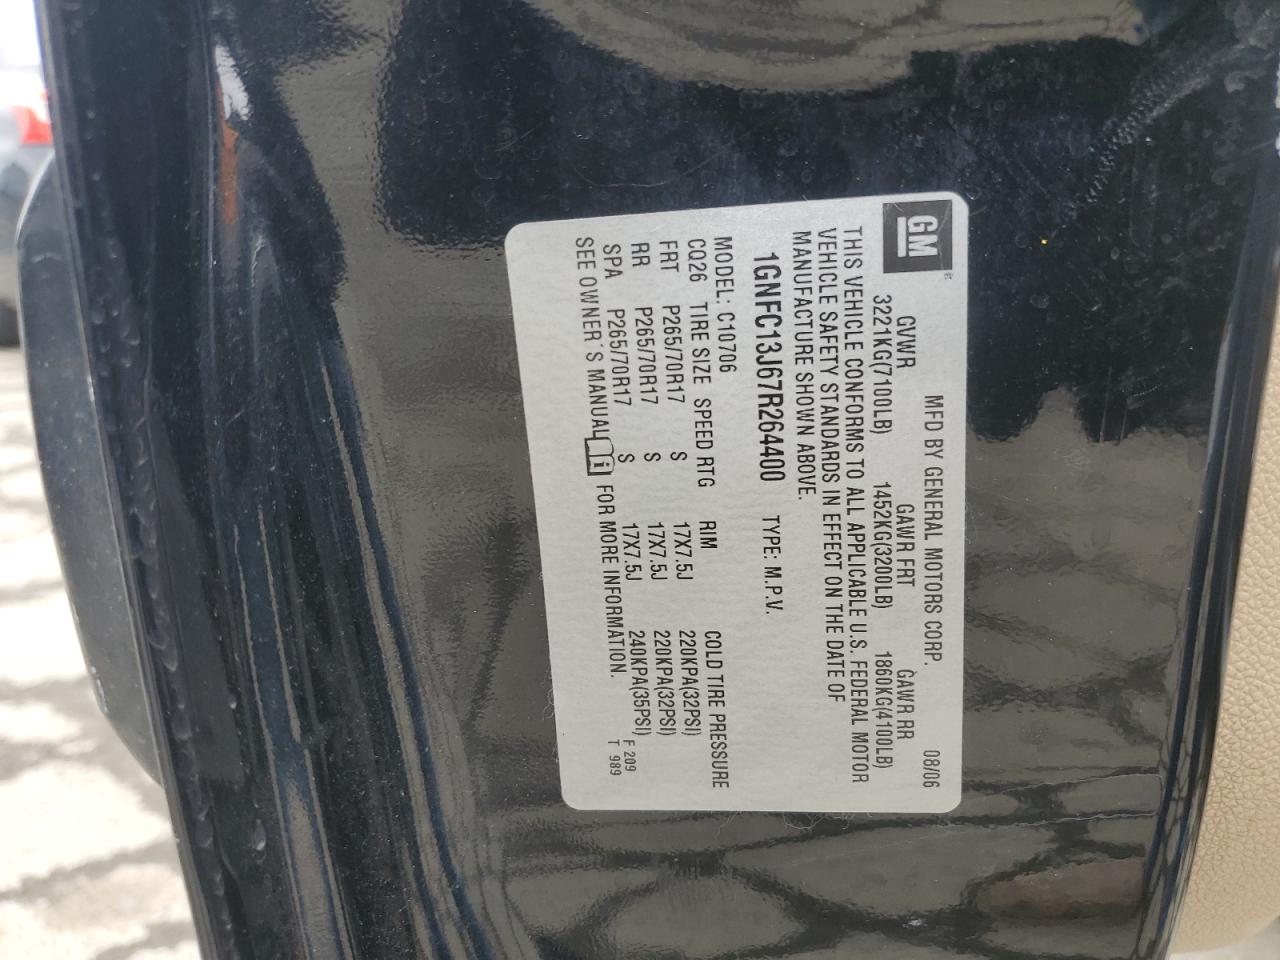 GM
MFD BY GENERAL MOTORS CORP. 08/06
GVWR GAWR FRT GAWR RR
3221KG(7100LB) 1452KG(3200LB) 1860KG(4100LB)
THIS VEHICLE CONFORMS TO ALL APPLICABLE U.S. FEDERAL MOTOR
VEHICLE SAFETY STANDARDS IN EFFECT ON THE DATE OF
MANUFACTURE SHOWN ABOVE.
1GNFC13J67R264400 TYPE: M.P.V.
MODEL: C10706
CQ26 TIRE SIZE SPEED RTG RIM COLD TIRE PRESSURE
FRT P265/70R17 S 17X7.5J 220KPA(32PSI)
RR P265/70R17 S 17X7.5J 220KPA(32PSI)
SPA P265/70R17 S 17X7.5J 240KPA(35PSI)
SEE OWNER'S MANUAL FOR MORE INFORMATION.
F 209
T 989